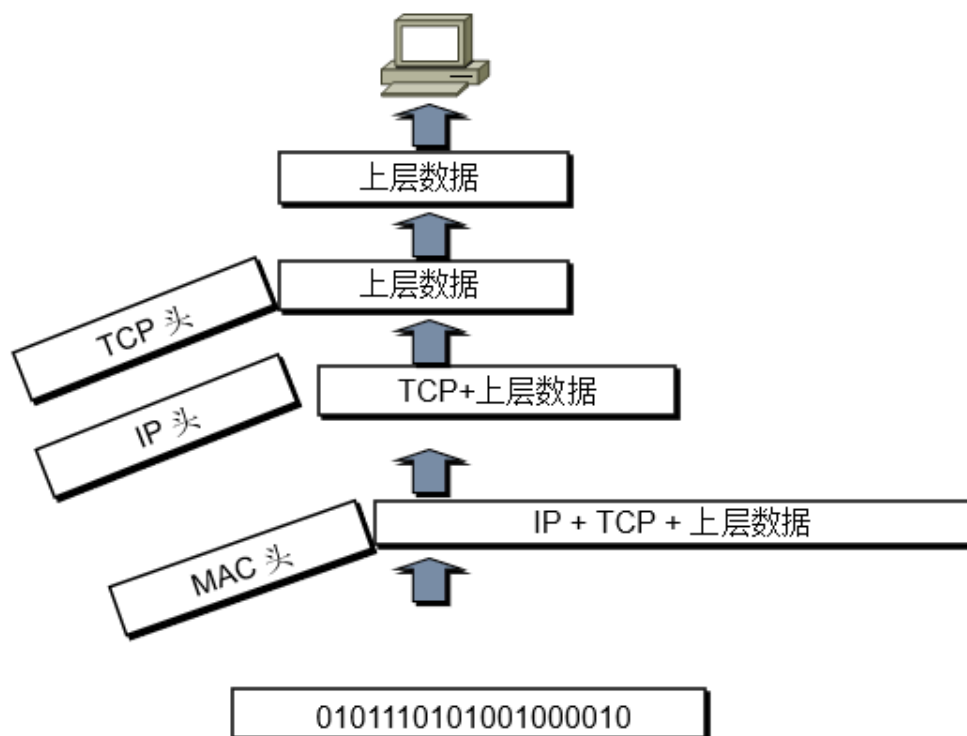 上层数据
上层数据
TCP 头
TCP+上层数据
IP 头
IP + TCP + 上层数据
MAC 头
0101110101001000010